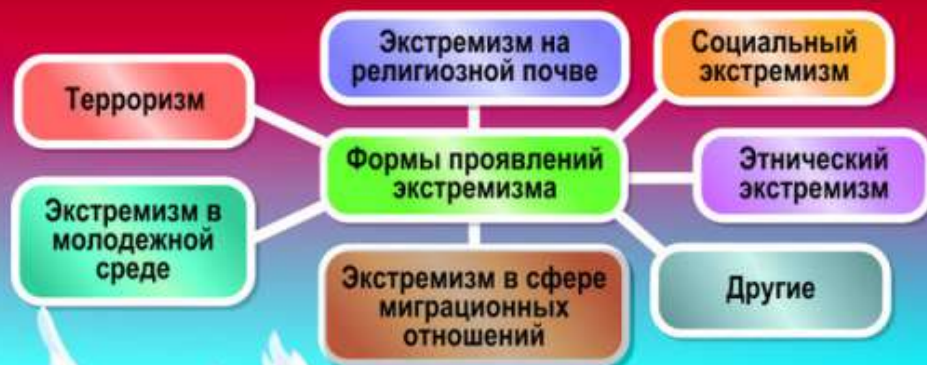 Экстремизм на
религиозной почве
Социальный
экстремизм
Терроризм
Формы проявлений
экстремизма
Этнический
экстремизм
Экстремизм в
молодежной
среде
Экстремизм в сфере
миграционных
отношений
Другие